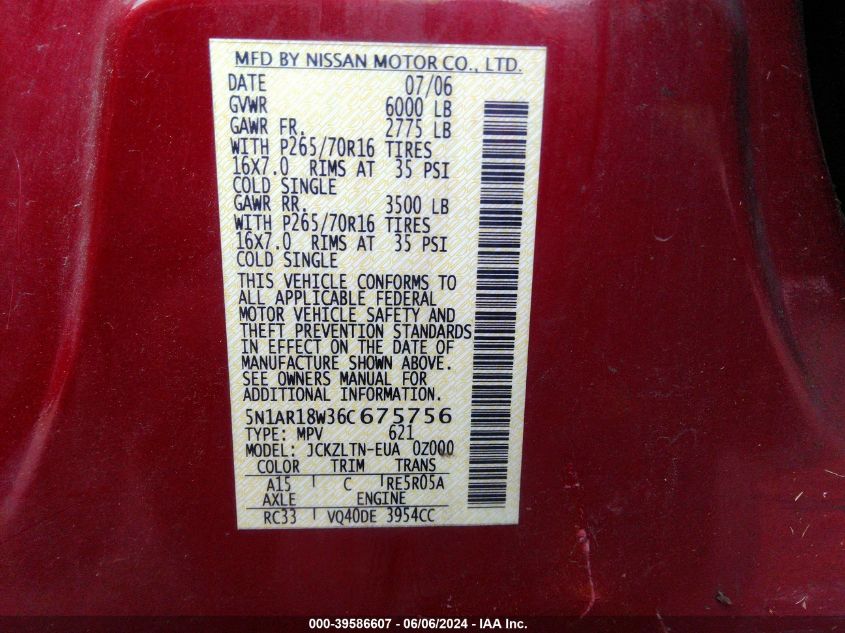 MFD BY NISSAN MOTOR CO., LTD.
DATE 07/06
GVWR 6000 LB
GAWR FR. 2775 LB
WITH P265/70R16 TIRES
16X7.0 RIMS AT 35 PSI
COLD SINGLE
GAWR RR. 3500 LB
WITH P265/70R16 TIRES
16X7.0 RIMS AT 35 PSI
COLD SINGLE
THIS VEHICLE CONFORMS TO
ALL APPLICABLE FEDERAL
MOTOR VEHICLE SAFETY AND
THEFT PREVENTION STANDARDS
IN EFFECT ON THE DATE OF
MANUFACTURE SHOWN ABOVE.
SEE OWNERS MANUAL FOR
ADDITIONAL INFORMATION.
5N1AR18W36C675756
TYPE: MPV 621
MODEL: JCKZLTN-EUA 0Z000
COLOR TRIM TRANS
A15 C RE5R05A
AXLE ENGINE
RC33 VQ40DE 3954CC
000-39586607 - 06/06/2024 - IAA Inc.